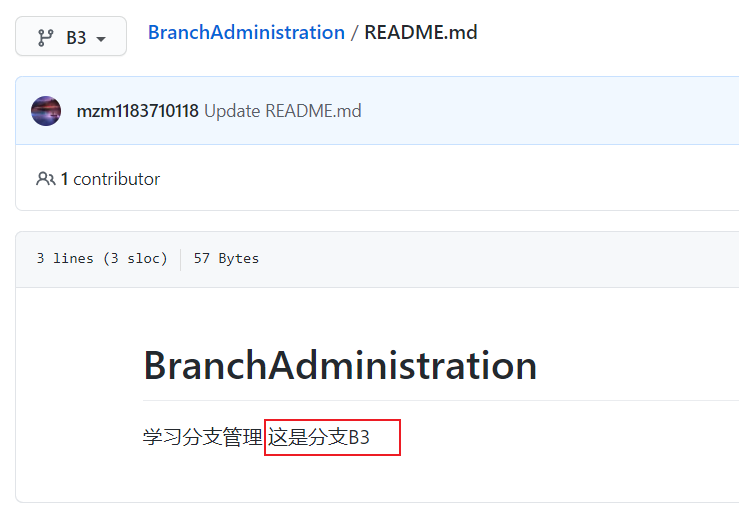 B3 BranchAdministration / README.md
mzm1183710118 Update README.md
1 contributor
3 lines (3 sloc) 57 Bytes
BranchAdministration
学习分支管理 这是分支B3